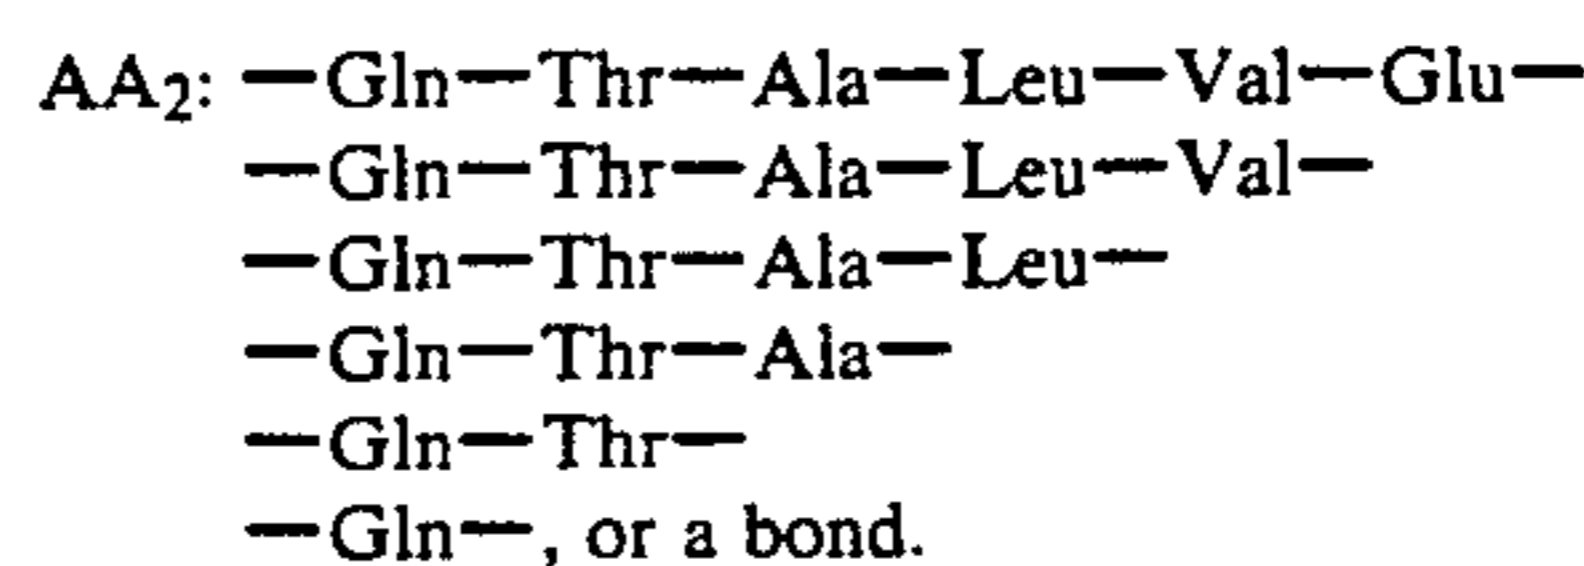 AA₂: —Gln—Thr—Ala—Leu—Val—Glu—
—Gln—Thr—Ala—Leu—Val—
—Gln—Thr—Ala—Leu—
—Gln—Thr—Ala—
—Gln—Thr—
—Gln—, or a bond.